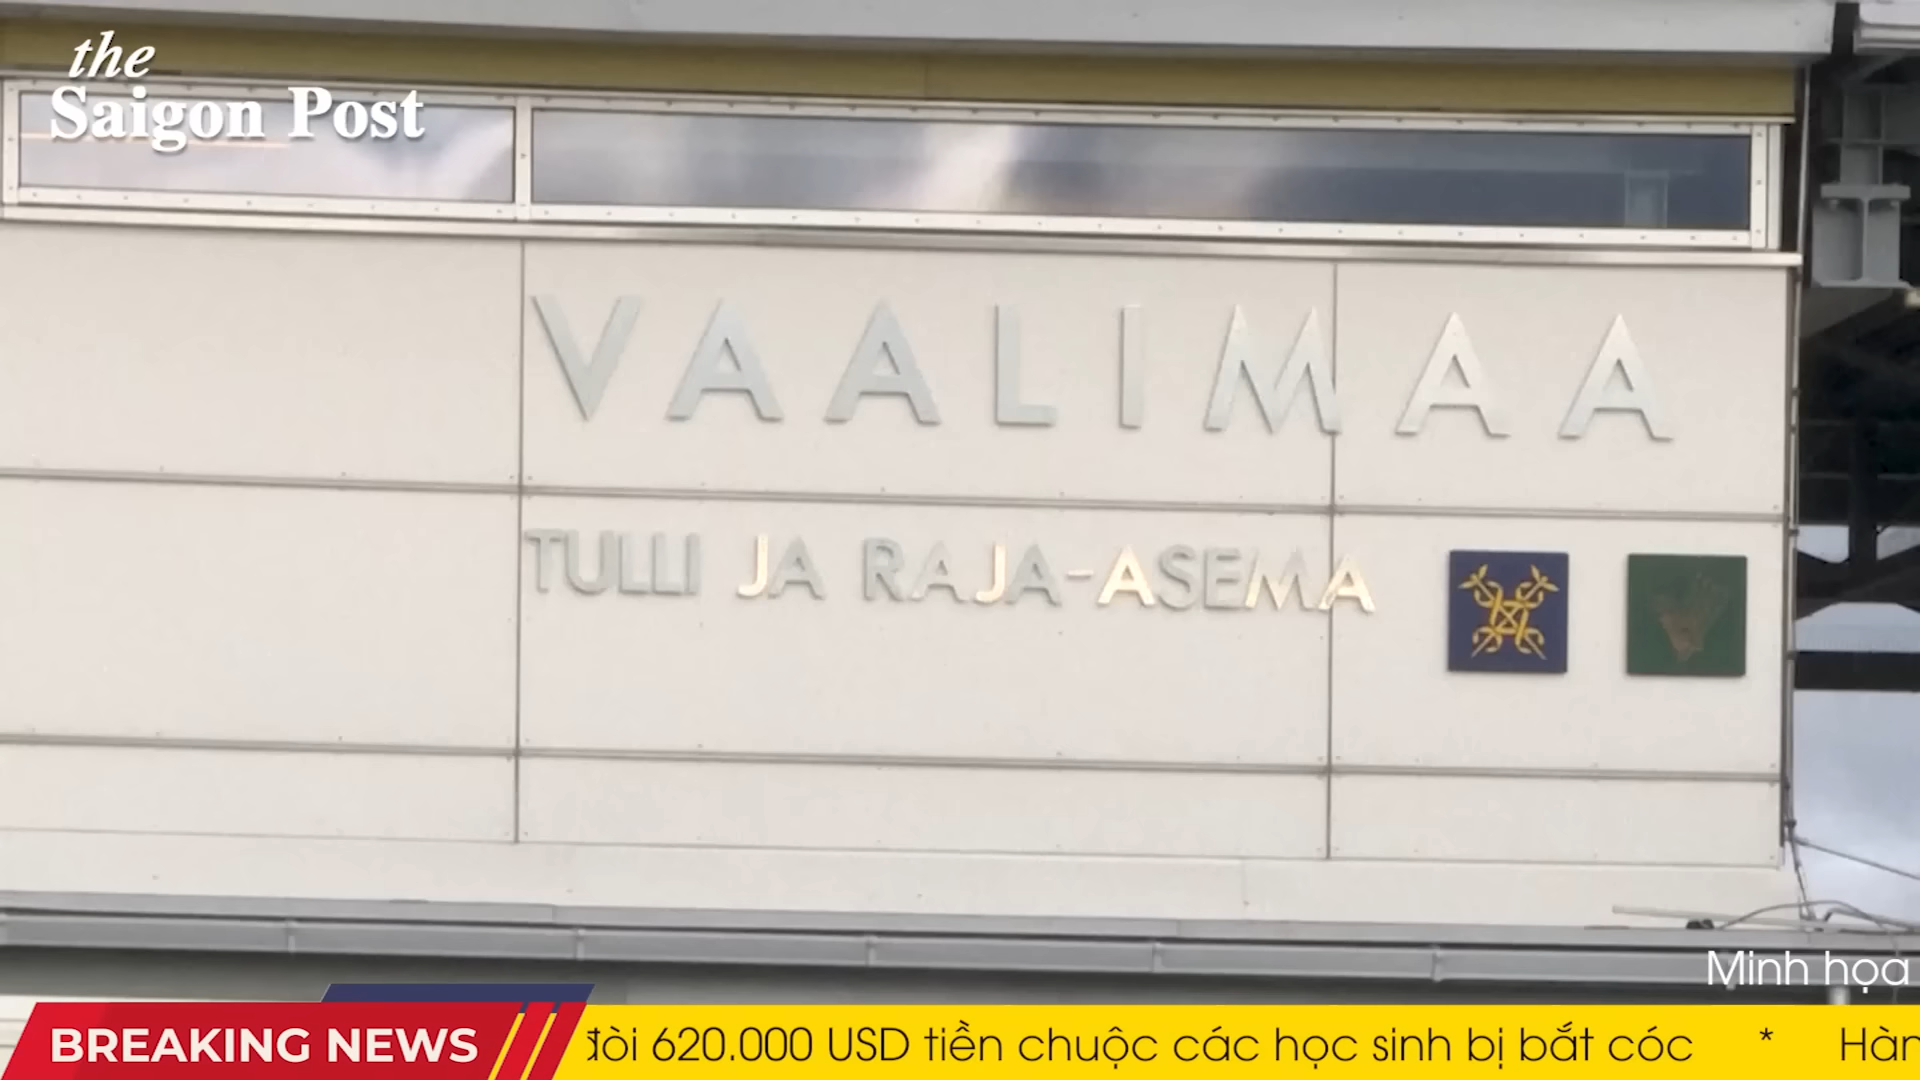 the
Saigon Post
VAALIMAA
TULLI JA RAJA-ASEMA
Minh họa
BREAKING NEWS
đòi 620.000 USD tiền chuộc các học sinh bị bắt cóc * Hàn